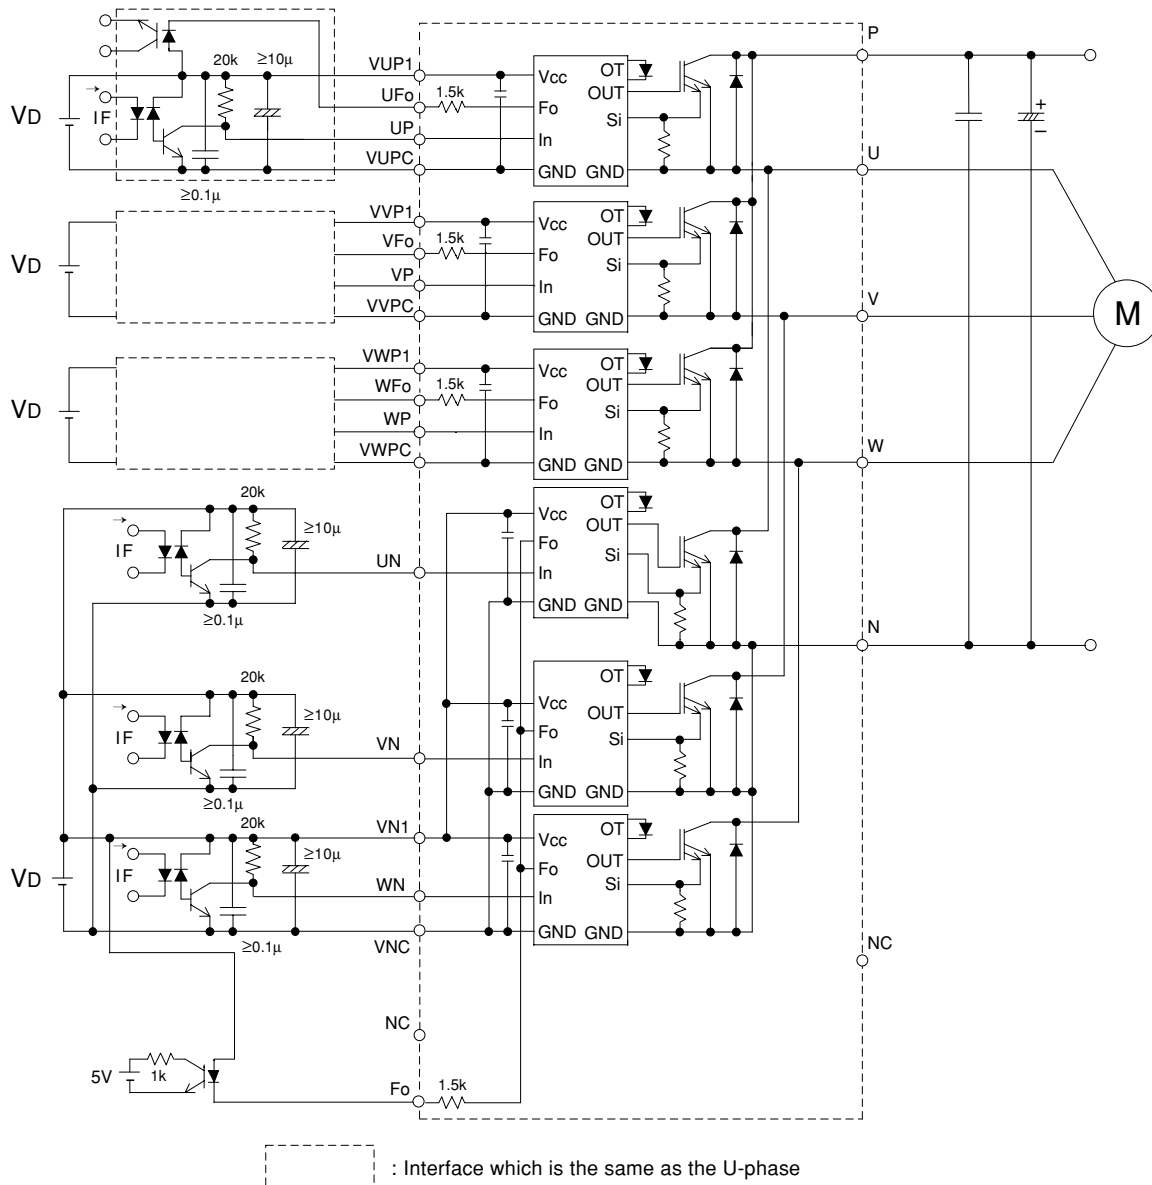 P
20k
≥10μ
VUP1
Vcc
OT
UFo
1.5k
Fo
OUT
VD
IF
UP
In
Si
VUPC
GND GND
U
≥0.1μ
VVP1
Vcc
OT
VFo
1.5k
Fo
OUT
VD
VP
In
Si
VVPC
GND GND
V
M
VWP1
Vcc
OT
WFo
1.5k
Fo
OUT
VD
WP
In
Si
VWPC
GND GND
W
20k
≥10μ
IF
UN
≥0.1μ
Vcc
OT
OUT
Fo
Si
In
GND GND
N
20k
≥10μ
IF
VN
≥0.1μ
OT
Vcc
OUT
Fo
Si
In
GND GND
20k
VN1
≥10μ
VD
IF
WN
VNC
≥0.1μ
OT
Vcc
OUT
Fo
Si
In
GND GND
NC
NC
5V
1k
Fo
1.5k
: Interface which is the same as the U-phase